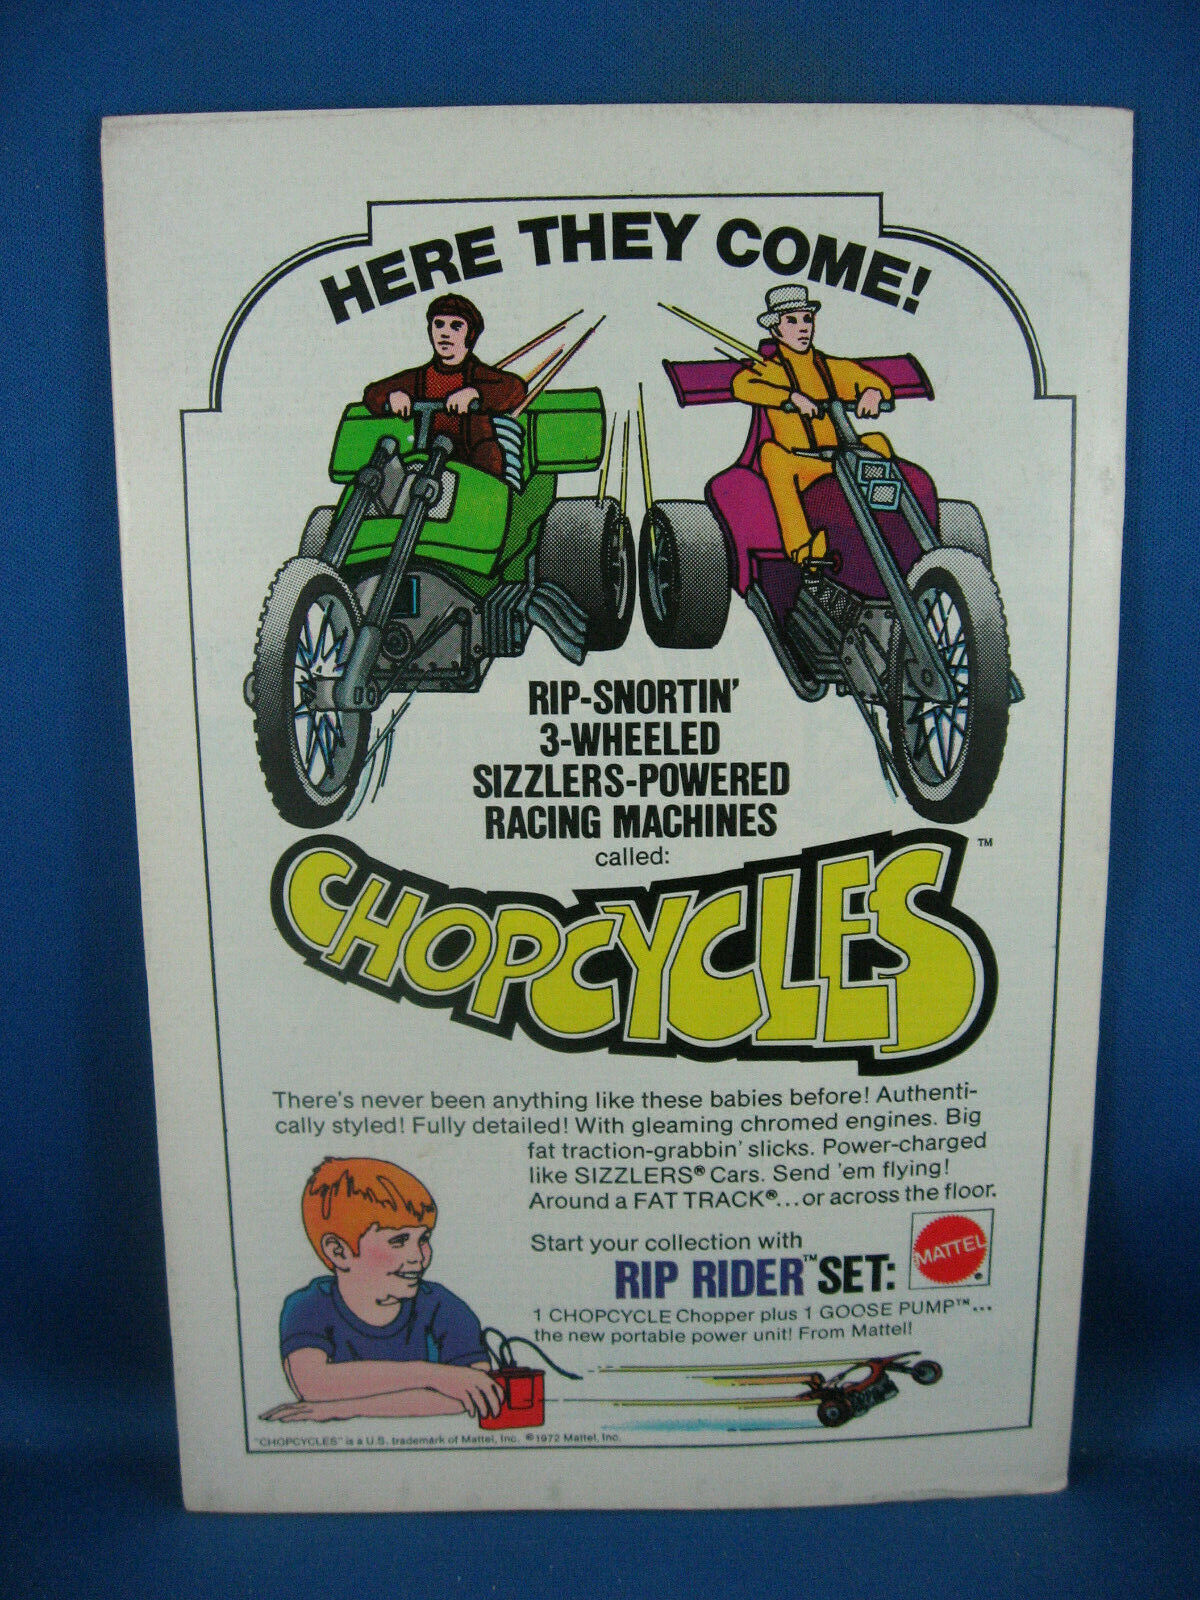 HERE THEY COME!
RIP-SNORTIN'
3-WHEELED
SIZZLERS-POWERED
RACING MACHINES
called:
CHOPCYCLES™
There's never been anything like these babies before! Authenti-
cally styled! Fully detailed! With gleaming chromed engines. Big
fat traction-grabbin' slicks. Power-charged
like SIZZLERS® Cars. Send 'em flying!
Around a FAT TRACK®...or across the floor.
Start your collection with
RIP RIDER™ SET:
MATTEL®
1 CHOPCYCLE Chopper plus 1 GOOSE PUMP™...
the new portable power unit! From Mattel!
"CHOPCYCLES" is a U.S. trademark of Mattel, Inc. ©1972 Mattel, Inc.